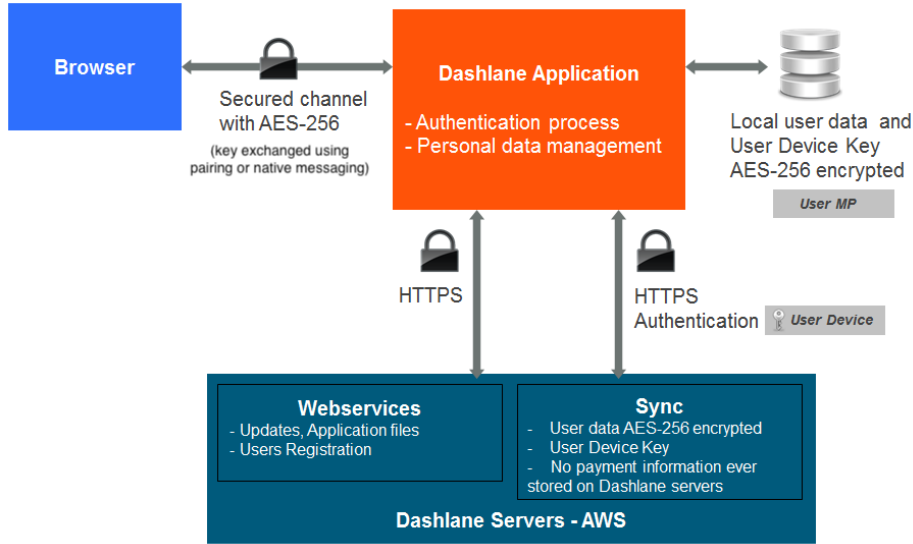 Browser
Secured channel
with AES-256
(key exchanged using
pairing or native messaging)
Dashlane Application
- Authentication process
- Personal data management
Local user data and
User Device Key
AES-256 encrypted
User MP
HTTPS
HTTPS
Authentication
User Device
Webservices
- Updates, Application files
- Users Registration
Sync
- User data AES-256 encrypted
- User Device Key
- No payment information ever
stored on Dashlane servers
Dashlane Servers - AWS